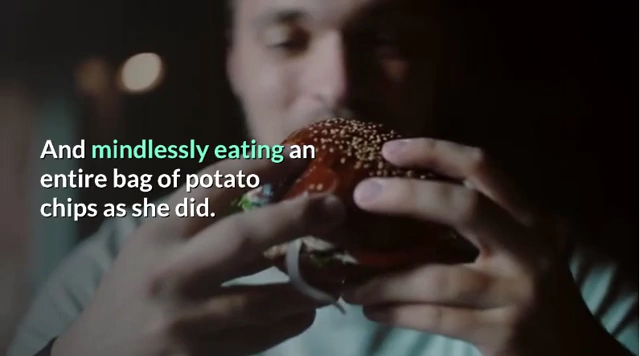 And mindlessly eating an
entire bag of potato
chips as she did.